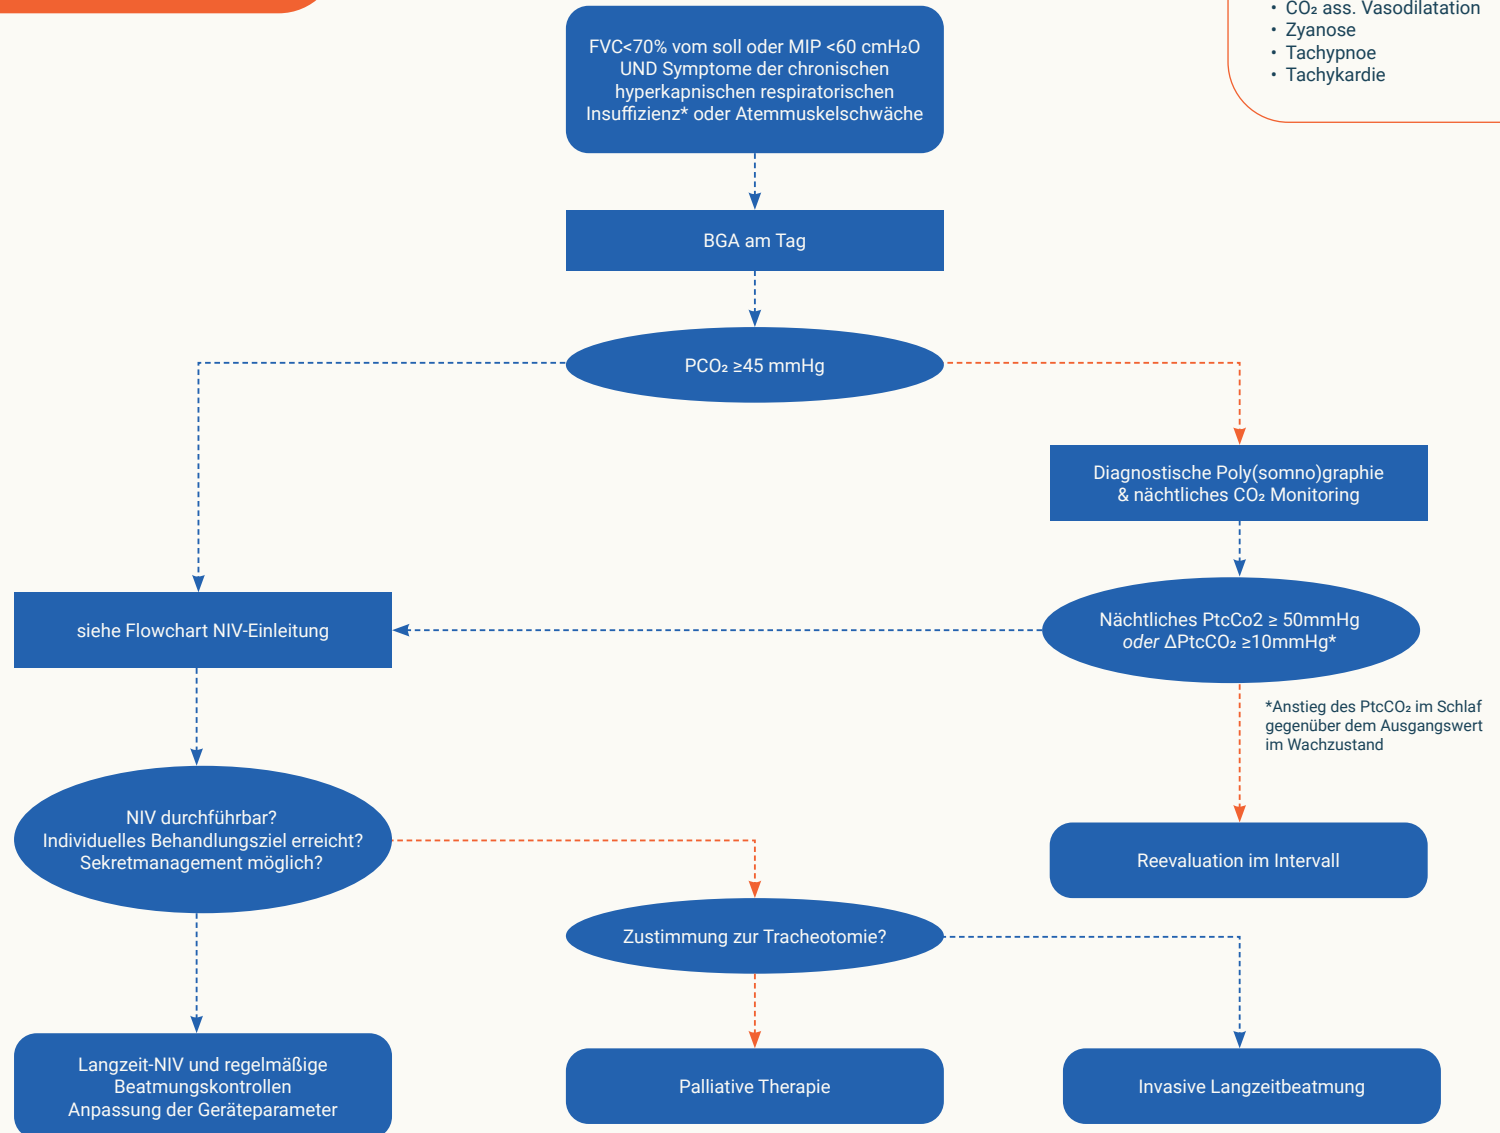 • CO₂ ass. Vasodilatation
• Zyanose
• Tachypnoe
• Tachykardie
FVC<70% vom soll oder MIP <60 cmH₂O
UND Symptome der chronischen
hyperkapnischen respiratorischen
Insuffizienz* oder Atemmuskelschwäche
BGA am Tag
PCO₂ ≥45 mmHg
Diagnostische Poly(somno)graphie
& nächtliches CO₂ Monitoring
siehe Flowchart NIV-Einleitung
Nächtliches PtcCo2 ≥ 50mmHg
oder ΔPtcCO₂ ≥10mmHg*
*Anstieg des PtcCO₂ im Schlaf
gegenüber dem Ausgangswert
im Wachzustand
NIV durchführbar?
Individuelles Behandlungsziel erreicht?
Sekretmanagement möglich?
Reevaluation im Intervall
Zustimmung zur Tracheotomie?
Langzeit-NIV und regelmäßige
Beatmungskontrollen
Anpassung der Geräteparameter
Palliative Therapie
Invasive Langzeitbeatmung